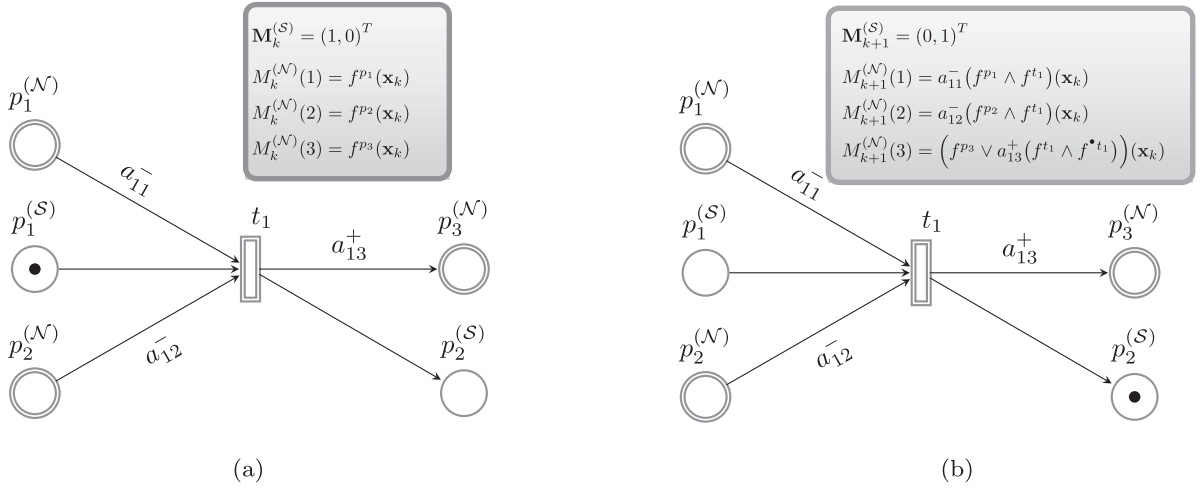 𝐌_k^{(𝒮)} = (1, 0)^T
M_k^{(𝒩)}(1) = f^{p_1}(𝐱_k)
M_k^{(𝒩)}(2) = f^{p_2}(𝐱_k)
M_k^{(𝒩)}(3) = f^{p_3}(𝐱_k)
p_1^{(𝒩)}
a_{11}^-
p_1^{(𝒮)}
t_1
a_{13}^+
p_3^{(𝒩)}
p_2^{(𝒩)}
a_{12}^-
p_2^{(𝒮)}
(a)
𝐌_{k+1}^{(𝒮)} = (0, 1)^T
M_{k+1}^{(𝒩)}(1) = a_{11}^-(f^{p_1} ∧ f^{t_1})(𝐱_k)
M_{k+1}^{(𝒩)}(2) = a_{12}^-(f^{p_2} ∧ f^{t_1})(𝐱_k)
M_{k+1}^{(𝒩)}(3) = (f^{p_3} ∨ a_{13}^+(f^{t_1} ∧ f^{•t_1}))(𝐱_k)
p_1^{(𝒩)}
a_{11}^-
p_1^{(𝒮)}
t_1
a_{13}^+
p_3^{(𝒩)}
p_2^{(𝒩)}
a_{12}^-
p_2^{(𝒮)}
(b)